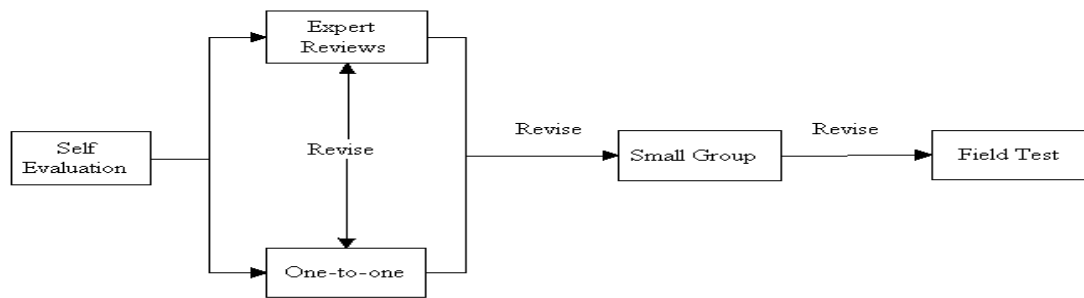 Expert
Reviews
Self
Evaluation
Revise
One-to-one
Revise
Small Group
Revise
Field Test